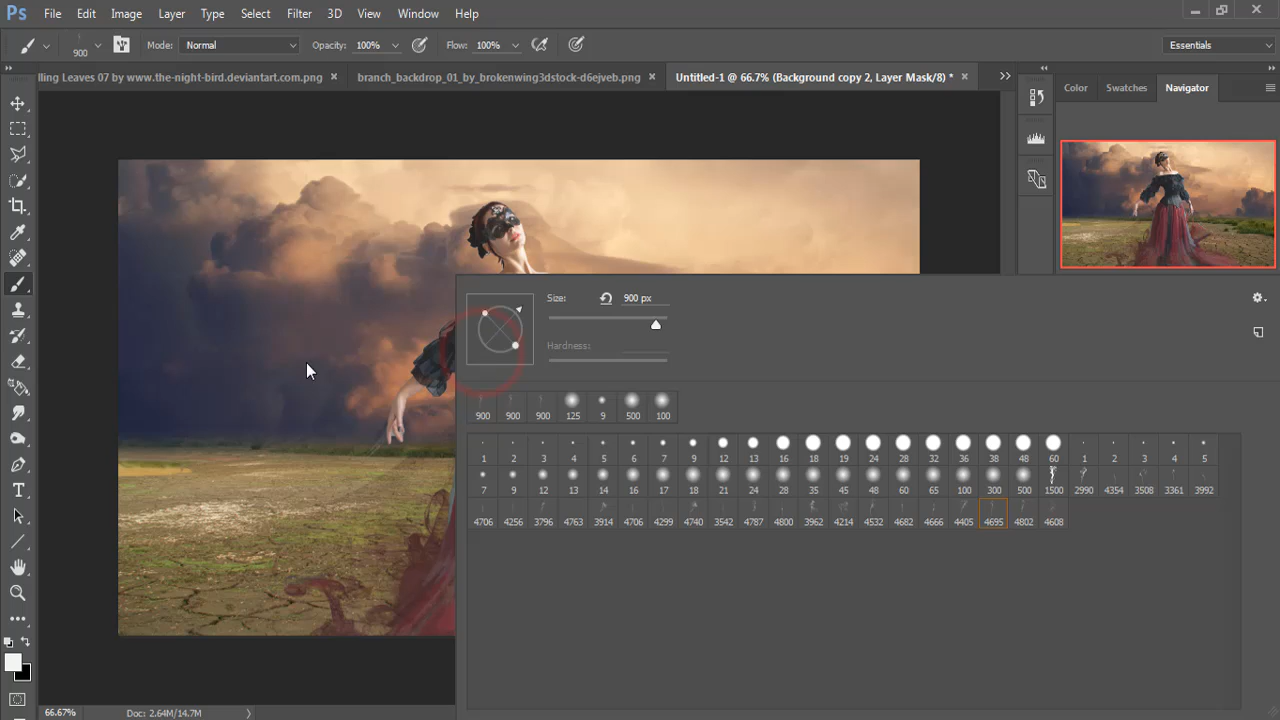 Ps File Edit Image Layer Type Select Filter 3D View Window Help
900 Mode: Normal Opacity: 100% Flow: 100% Essentials
lling Leaves 07 by www.the-night-bird.deviantart.com.png × branch_backdrop_01_by_brokenwing3dstock-d6ejveb.png × Untitled-1 @ 66.7% (Background copy 2, Layer Mask/8) * ×
Color Swatches Navigator
Size: 900 px
Hardness:
900 900 900 125 9 500 100
1 2 3 4 5 6 7 9 12 13 16 18 19 24 28 32 36 38 48 60 1 2 3 4 5
7 9 12 13 14 16 17 18 21 24 28 35 45 48 60 65 100 300 500 1500 2990 4354 3508 3361 3992
4706 4256 3796 4763 3914 4706 4299 4740 3542 4787 4800 3962 4214 4532 4682 4666 4405 4695 4802 4608
66.67% Doc: 2.64M/14.7M